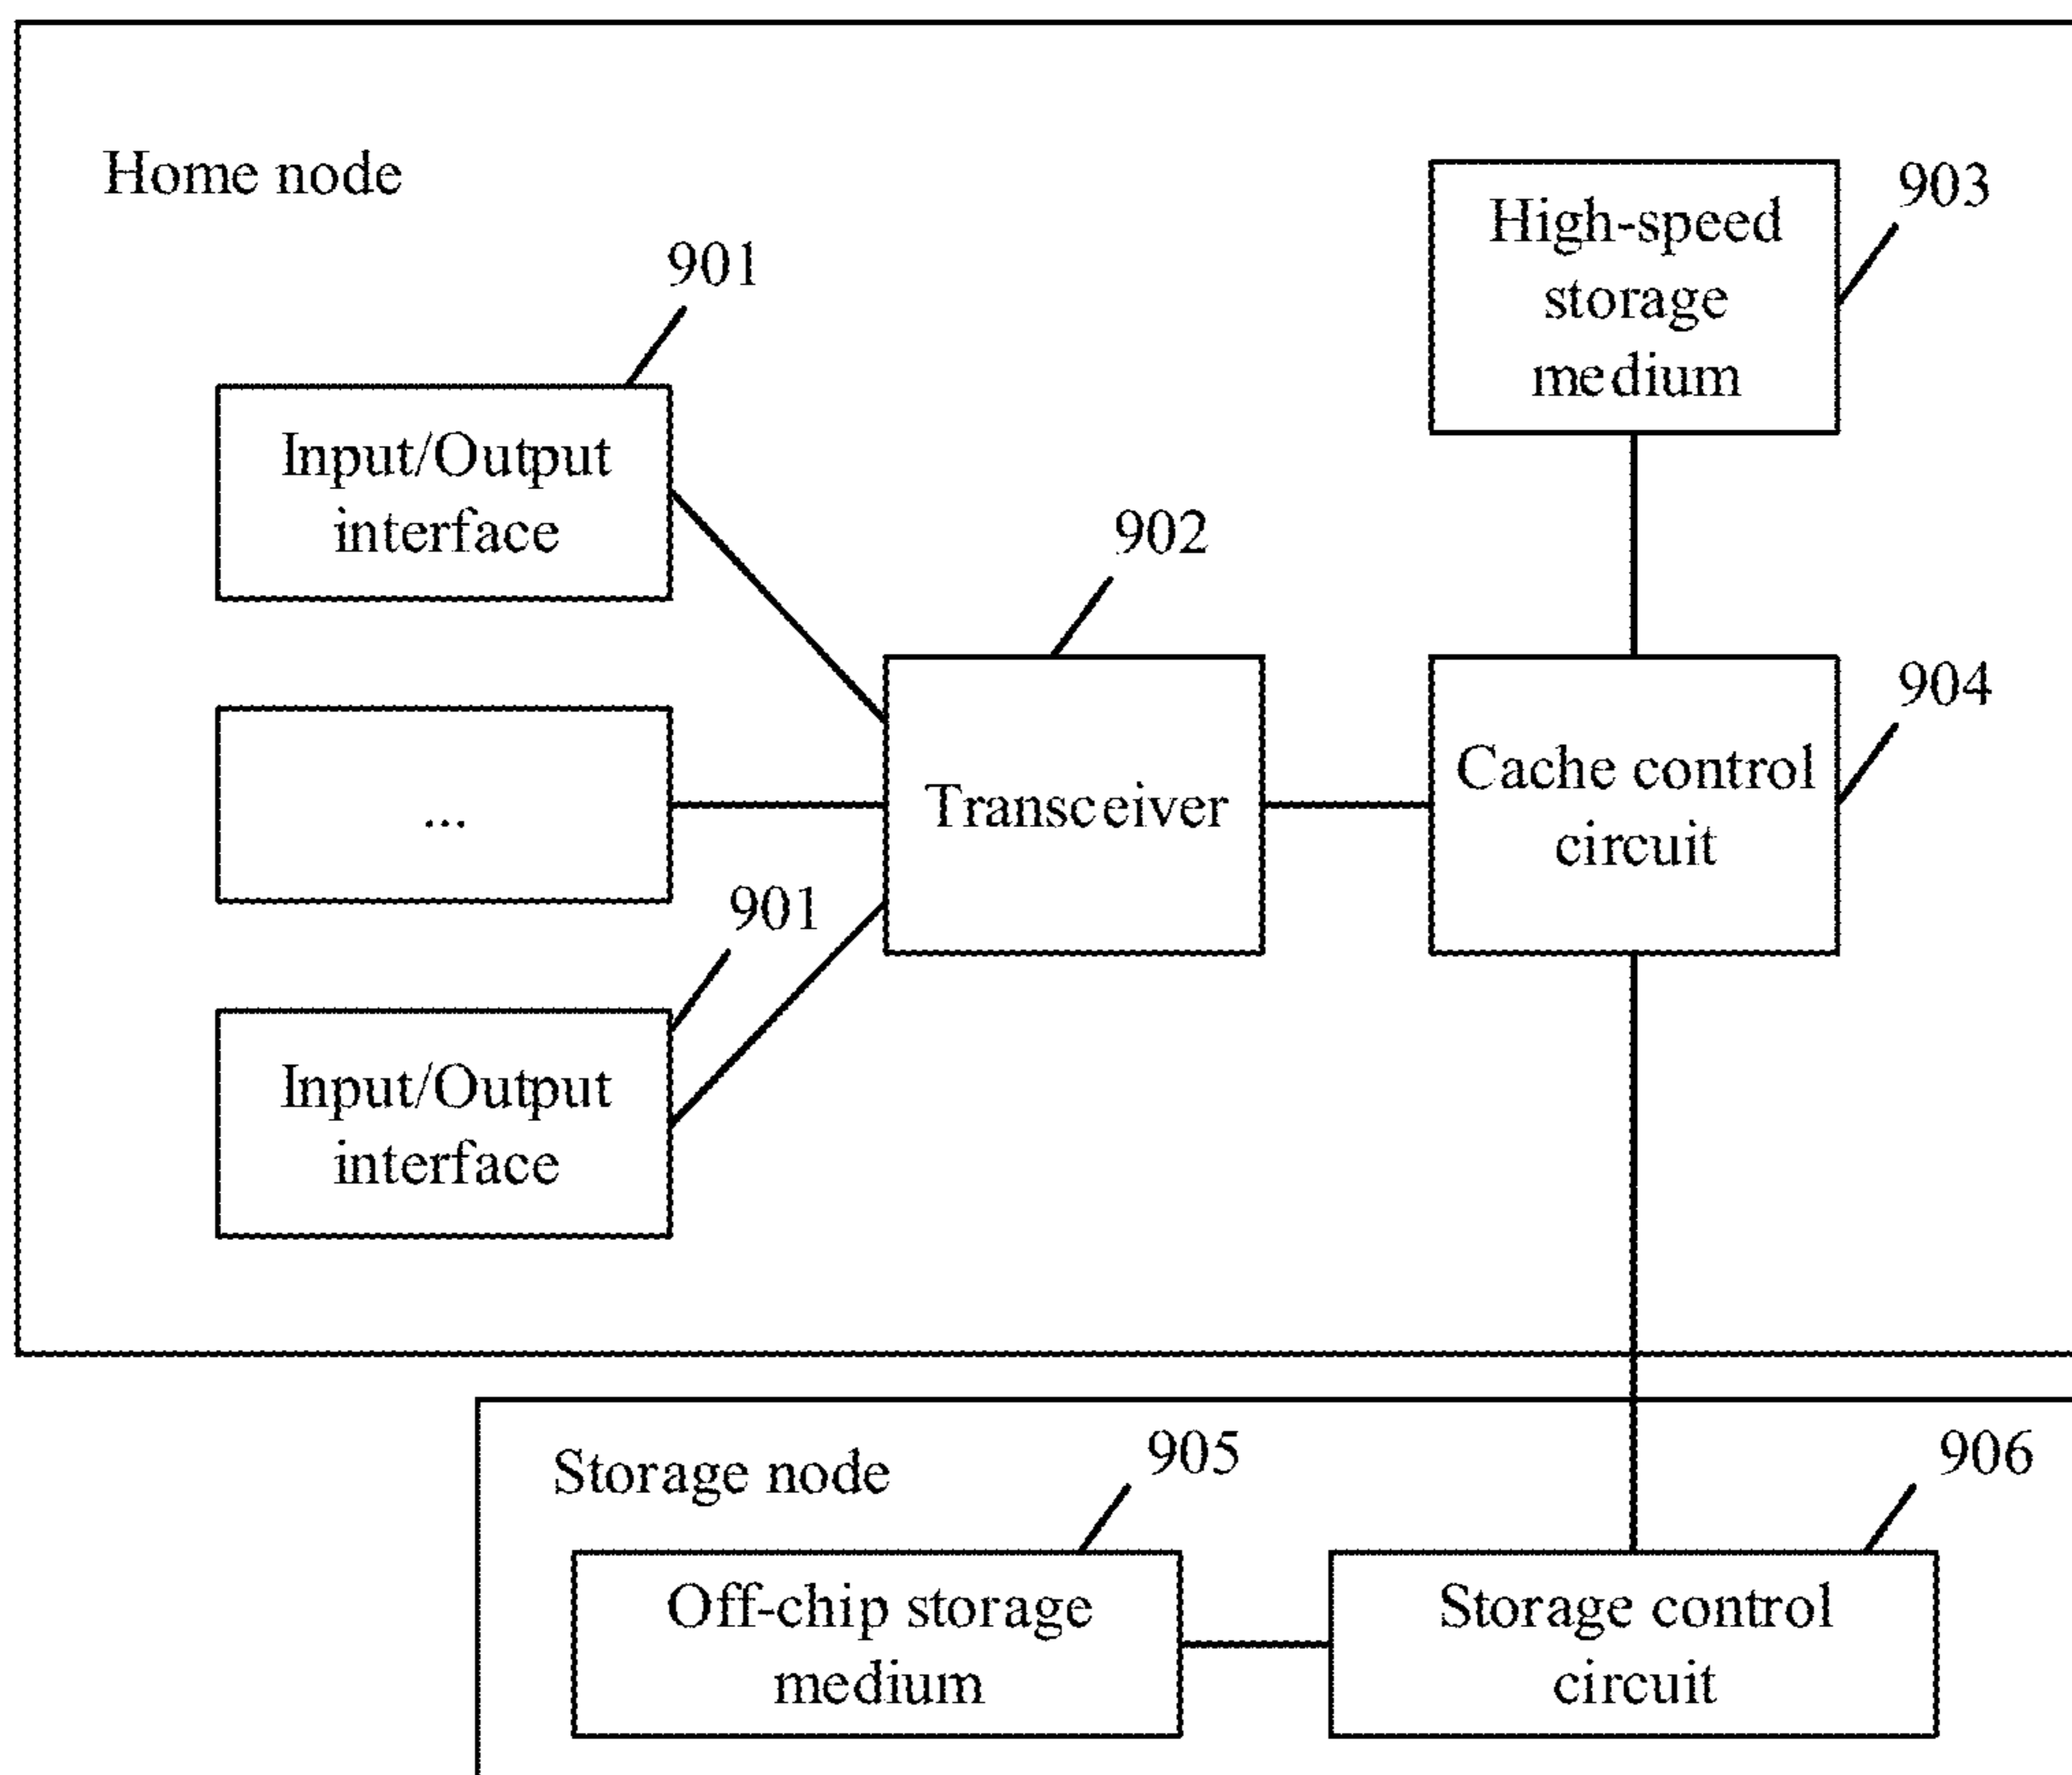 Home node
903
High-speed
storage
medium
901
Input/Output
interface
902
904
Transceiver
Cache control
circuit
...
901
Input/Output
interface
Storage node
905
906
Off-chip storage
medium
Storage control
circuit